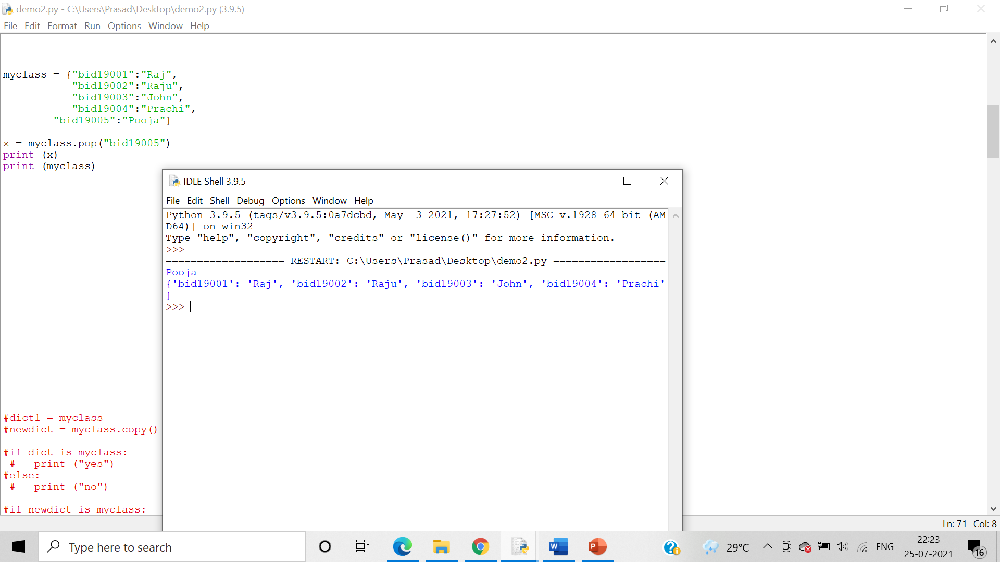 demo2.py - C:\Users\Prasad\Desktop\demo2.py (3.9.5)
File Edit Format Run Options Window Help
myclass = {"bid19001":"Raj",
           "bid19002":"Raju",
           "bid19003":"John",
           "bid19004":"Prachi",
        "bid19005":"Pooja"}
x = myclass.pop("bid19005")
print (x)
print (myclass)
IDLE Shell 3.9.5
File Edit Shell Debug Options Window Help
Python 3.9.5 (tags/v3.9.5:0a7dcbd, May  3 2021, 17:27:52) [MSC v.1928 64 bit (AM
D64)] on win32
Type "help", "copyright", "credits" or "license()" for more information.
>>>
=================== RESTART: C:\Users\Prasad\Desktop\demo2.py ==================
Pooja
{'bid19001': 'Raj', 'bid19002': 'Raju', 'bid19003': 'John', 'bid19004': 'Prachi'
}
>>>
#dict1 = myclass
#newdict = myclass.copy()
#if dict is myclass:
 #   print ("yes")
#else:
 #   print ("no")
#if newdict is myclass:
Ln: 71 Col: 8
Type here to search
W
P
29°C
ENG
22:23
25-07-2021
16